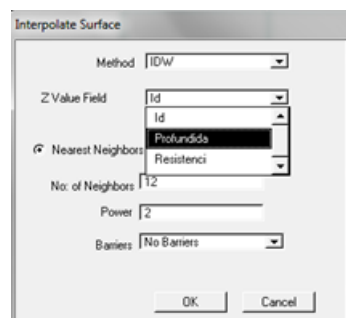 Interpolate Surface
Method IDW
Z Value Field Id
Id
Profundida
Resistenci
Nearest Neighbors
No: of Neighbors 12
Power 2
Barriers No Barriers
OK Cancel